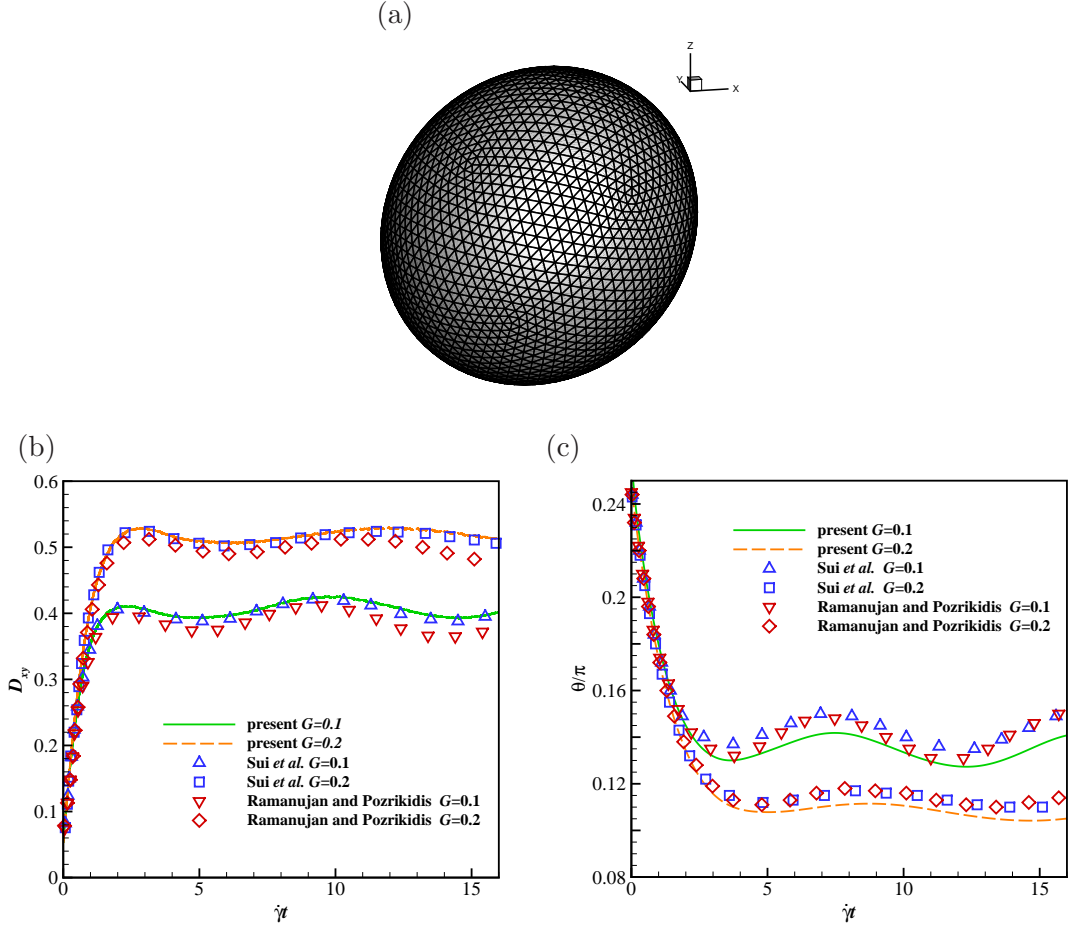 (a)
Z
Y
X
(b)
0.6
0.5
0.4
0.3
0.2
0.1
0
D_xy
present G=0.1
present G=0.2
Sui et al. G=0.1
Sui et al. G=0.2
Ramanujan and Pozrikidis G=0.1
Ramanujan and Pozrikidis G=0.2
0 5 10 15
γ̇t
(c)
0.24
0.2
0.16
0.12
0.08
θ/π
present G=0.1
present G=0.2
Sui et al. G=0.1
Sui et al. G=0.2
Ramanujan and Pozrikidis G=0.1
Ramanujan and Pozrikidis G=0.2
0 5 10 15
γ̇t